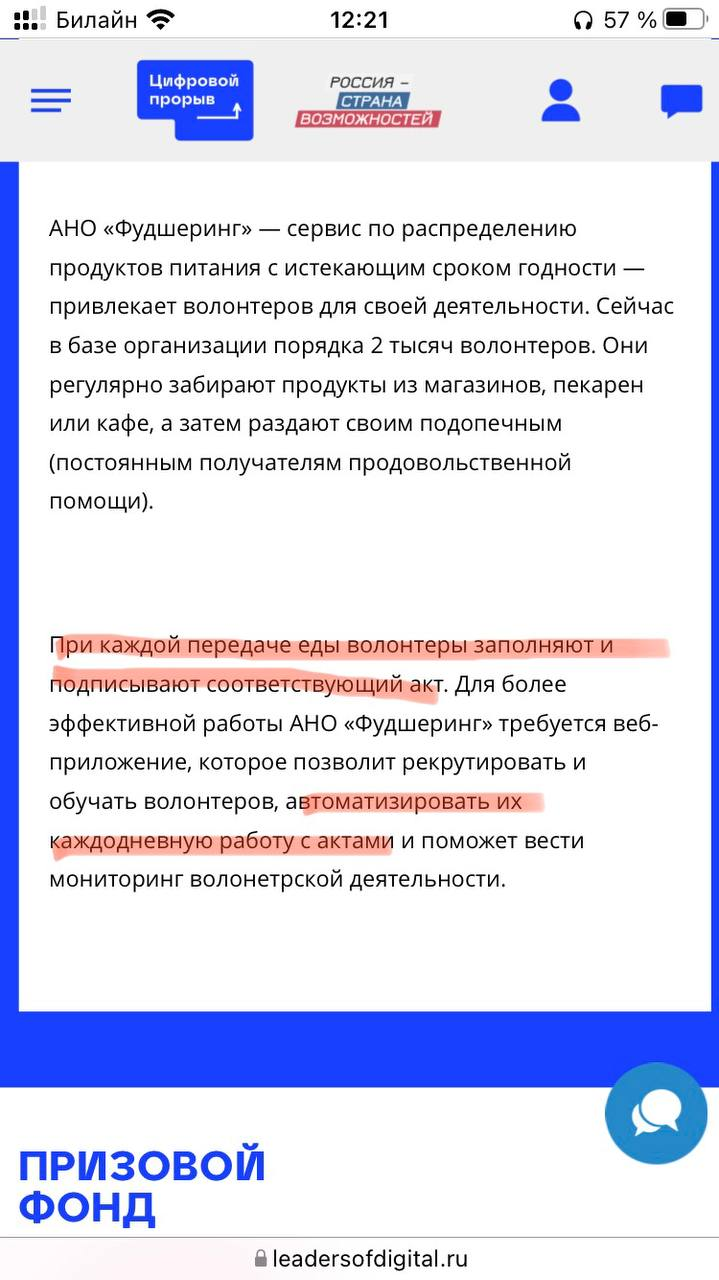 Билайн 12:21 57 %
Цифровой
прорыв
РОССИЯ –
СТРАНА
ВОЗМОЖНОСТЕЙ
АНО «Фудшеринг» — сервис по распределению
продуктов питания с истекающим сроком годности —
привлекает волонтеров для своей деятельности. Сейчас
в базе организации порядка 2 тысяч волонтеров. Они
регулярно забирают продукты из магазинов, пекарен
или кафе, а затем раздают своим подопечным
(постоянным получателям продовольственной
помощи).
При каждой передаче еды волонтеры заполняют и
подписывают соответствующий акт. Для более
эффективной работы АНО «Фудшеринг» требуется веб-
приложение, которое позволит рекрутировать и
обучать волонтеров, автоматизировать их
каждодневную работу с актами и поможет вести
мониторинг волонетрской деятельности.
ПРИЗОВОЙ
ФОНД
leadersofdigital.ru